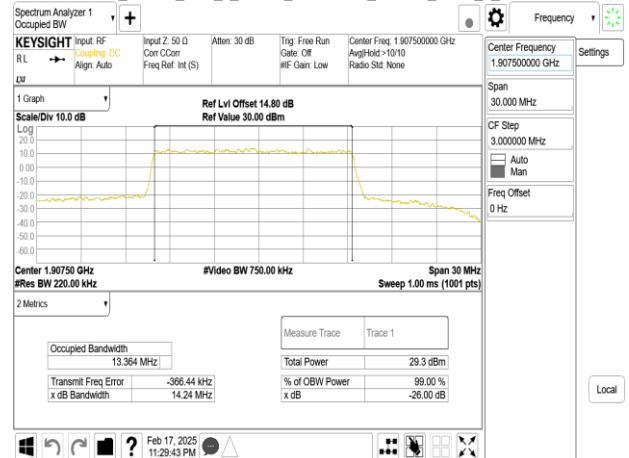 Spectrum Analyzer 1
Occupied BW
Frequency
KEYSIGHT
RL
LXI
Input: RF
Coupling: DC
Align: Auto
Input Z: 50 Ω
Corr CCorr
Freq Ref: Int (S)
Atten: 30 dB
Trig: Free Run
Gate: Off
#IF Gain: Low
Center Freq: 1.907500000 GHz
Avg|Hold:>10/10
Radio Std: None
Center Frequency
1.907500000 GHz
Settings
Span
30.000 MHz
CF Step
3.000000 MHz
Auto
Man
Freq Offset
0 Hz
Local
1 Graph
Scale/Div 10.0 dB
Ref Lvl Offset 14.80 dB
Ref Value 30.00 dBm
Log
20.0
10.0
0.00
-10.0
-20.0
-30.0
-40.0
-50.0
-60.0
Center 1.90750 GHz
#Video BW 750.00 kHz
Span 30 MHz
#Res BW 220.00 kHz
Sweep 1.00 ms (1001 pts)
2 Metrics
Measure Trace Trace 1
Occupied Bandwidth
13.364 MHz
Total Power 29.3 dBm
Transmit Freq Error -366.44 kHz
% of OBW Power 99.00 %
x dB Bandwidth 14.24 MHz
x dB -26.00 dB
?
Feb 17, 2025
11:29:43 PM